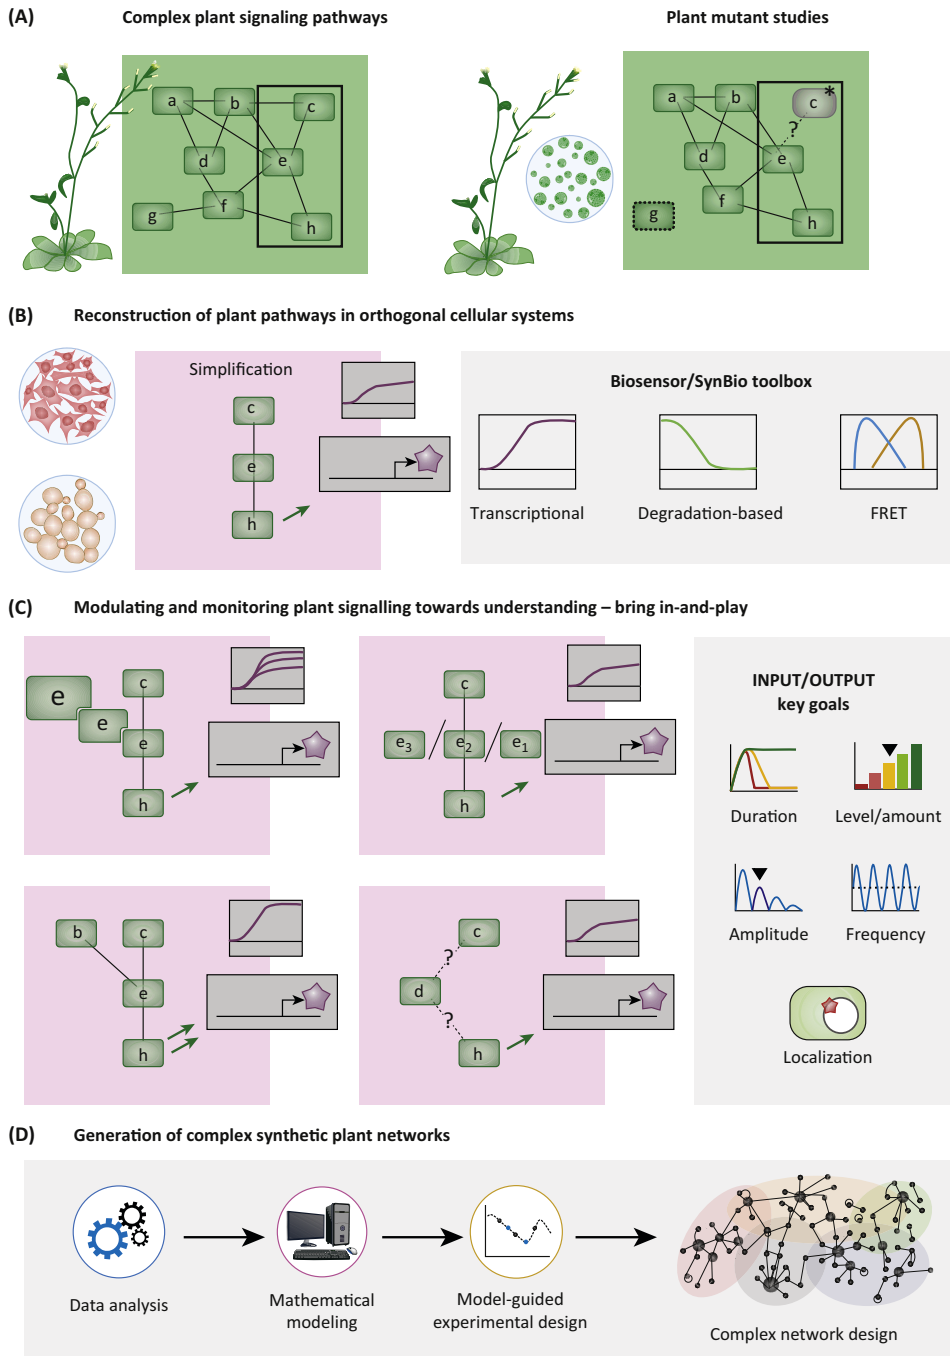 (A)
Complex plant signaling pathways
Plant mutant studies
a
b
c
d
e
f
g
h
a
b
c
*
?
d
e
f
g
h
(B)
Reconstruction of plant pathways in orthogonal cellular systems
Simplification
c
e
h
Biosensor/SynBio toolbox
Transcriptional
Degradation-based
FRET
(C)
Modulating and monitoring plant signalling towards understanding – bring in-and-play
e
e
c
e
h
c
e3
/
e2
/
e1
h
b
c
e
h
c
?
d
?
h
INPUT/OUTPUT
key goals
Duration
Level/amount
Amplitude
Frequency
Localization
(D)
Generation of complex synthetic plant networks
Data analysis
Mathematical
modeling
Model-guided
experimental design
Complex network design